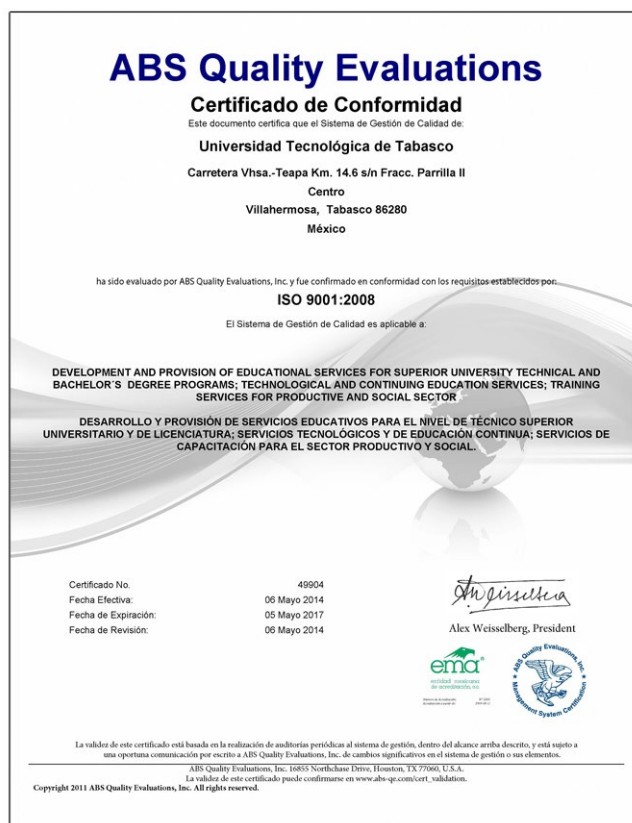 ABS Quality Evaluations
Certificado de Conformidad
Este documento certifica que el Sistema de Gestión de Calidad de:
Universidad Tecnológica de Tabasco
Carretera Vhsa.-Teapa Km. 14.6 s/n Fracc. Parrilla II
Centro
Villahermosa, Tabasco 86280
México
ha sido evaluado por ABS Quality Evaluations, Inc. y fue confirmado en conformidad con los requisitos establecidos por:
ISO 9001:2008
El Sistema de Gestión de Calidad es aplicable a:
DEVELOPMENT AND PROVISION OF EDUCATIONAL SERVICES FOR SUPERIOR UNIVERSITY TECHNICAL AND
BACHELOR´S DEGREE PROGRAMS; TECHNOLOGICAL AND CONTINUING EDUCATION SERVICES; TRAINING
SERVICES FOR PRODUCTIVE AND SOCIAL SECTOR
DESARROLLO Y PROVISIÓN DE SERVICIOS EDUCATIVOS PARA EL NIVEL DE TÉCNICO SUPERIOR
UNIVERSITARIO Y DE LICENCIATURA; SERVICIOS TECNOLÓGICOS Y DE EDUCACIÓN CONTINUA; SERVICIOS DE
CAPACITACIÓN PARA EL SECTOR PRODUCTIVO Y SOCIAL.
Certificado No. 49904
Fecha Efectiva: 06 Mayo 2014
Fecha de Expiración: 05 Mayo 2017
Fecha de Revisión: 06 Mayo 2014
Alex Weisselberg, President
ema
entidad mexicana
de acreditación, a.c.
ABS Quality Evaluations, Inc.
Management System Certification
La validez de este certificado está basada en la realización de auditorías periódicas al sistema de gestión, dentro del alcance arriba descrito, y está sujeto a
una oportuna comunicación por escrito a ABS Quality Evaluations, Inc. de cambios significativos en el sistema de gestión o sus elementos.
ABS Quality Evaluations, Inc. 16855 Northchase Drive, Houston, TX 77060, U.S.A.
La validez de este certificado puede confirmarse en www.abs-qe.com/cert_validation.
Copyright 2011 ABS Quality Evaluations, Inc. All rights reserved.